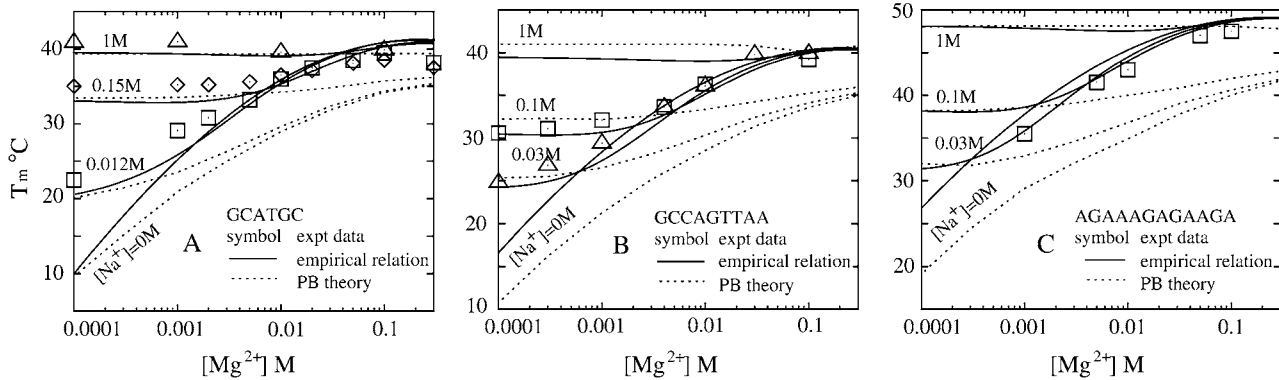 T_m °C
A
40
30
20
10
1M
0.15M
0.012M
[Na⁺]=0M
GCATGC
symbol expt data
empirical relation
PB theory
0.0001 0.001 0.01 0.1
[Mg²⁺] M
B
50
40
30
20
10
1M
0.1M
0.03M
[Na⁺]=0M
GCCAGTTAA
symbol expt data
empirical relation
PB theory
0.0001 0.001 0.01 0.1
[Mg²⁺] M
C
50
40
30
20
1M
0.1M
0.03M
[Na⁺]=0M
AGAAAGAGAAGA
symbol expt data
empirical relation
PB theory
0.0001 0.001 0.01 0.1
[Mg²⁺] M